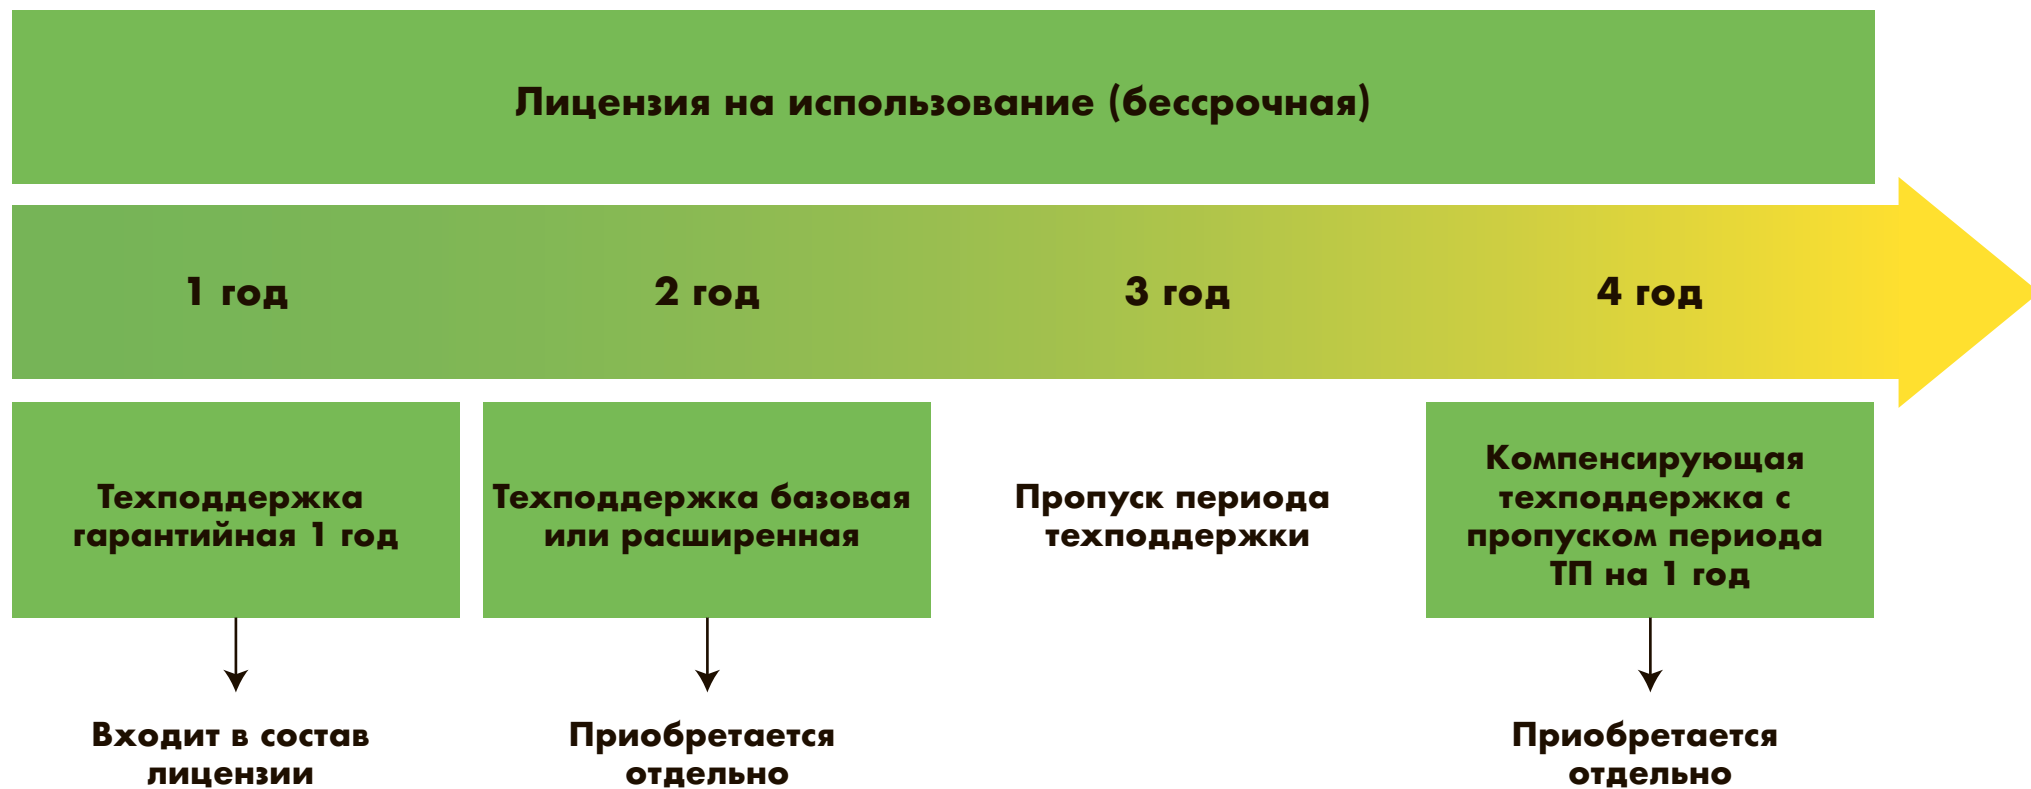 Лицензия на использование (бессрочная)
1 год
2 год
3 год
4 год
Техподдержка
гарантийная 1 год
Техподдержка базовая
или расширенная
Пропуск периода
техподдержки
Компенсирующая
техподдержка с
пропуском периода
ТП на 1 год
Входит в состав
лицензии
Приобретается
отдельно
Приобретается
отдельно